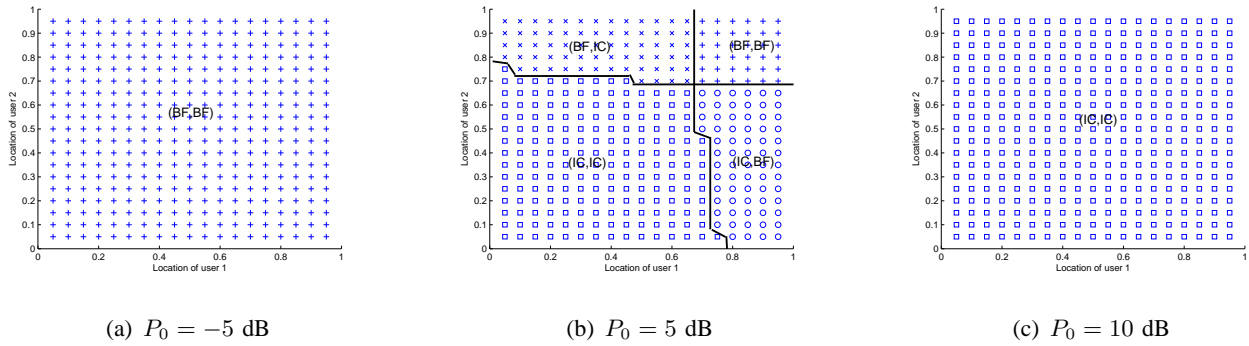 1
0.9
0.8
0.7
0.6
0.5
0.4
0.3
0.2
0.1
0
Location of user 2
(BF,BF)
0 0.2 0.4 0.6 0.8 1
Location of user 1
(a) P₀ = −5 dB
1
0.9
0.8
0.7
0.6
0.5
0.4
0.3
0.2
0.1
0
Location of user 2
(BF,IC)
(BF,BF)
(IC,IC)
(IC,BF)
0 0.2 0.4 0.6 0.8 1
Location of user 1
(b) P₀ = 5 dB
1
0.9
0.8
0.7
0.6
0.5
0.4
0.3
0.2
0.1
0
Location of user 2
(IC,IC)
0 0.2 0.4 0.6 0.8 1
Location of user 1
(c) P₀ = 10 dB